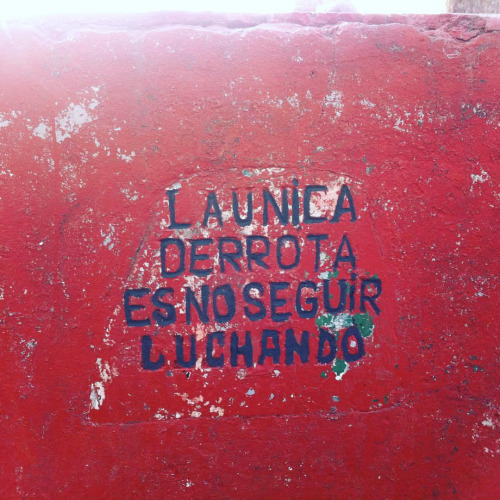 LA UNiCA
DERROTA
ES NO SEGUiR
LUCHANDO